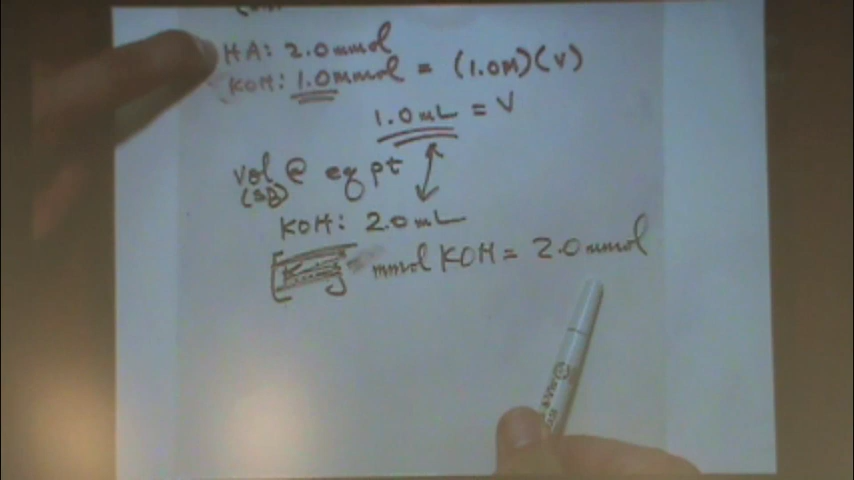 HA: 2.0 mmol
KOH: 1.0 mmol = (1.0M)(V)
1.0 mL = V
vol @ eq pt
(SB)
KOH: 2.0 mL
mmol KOH = 2.0 mmol